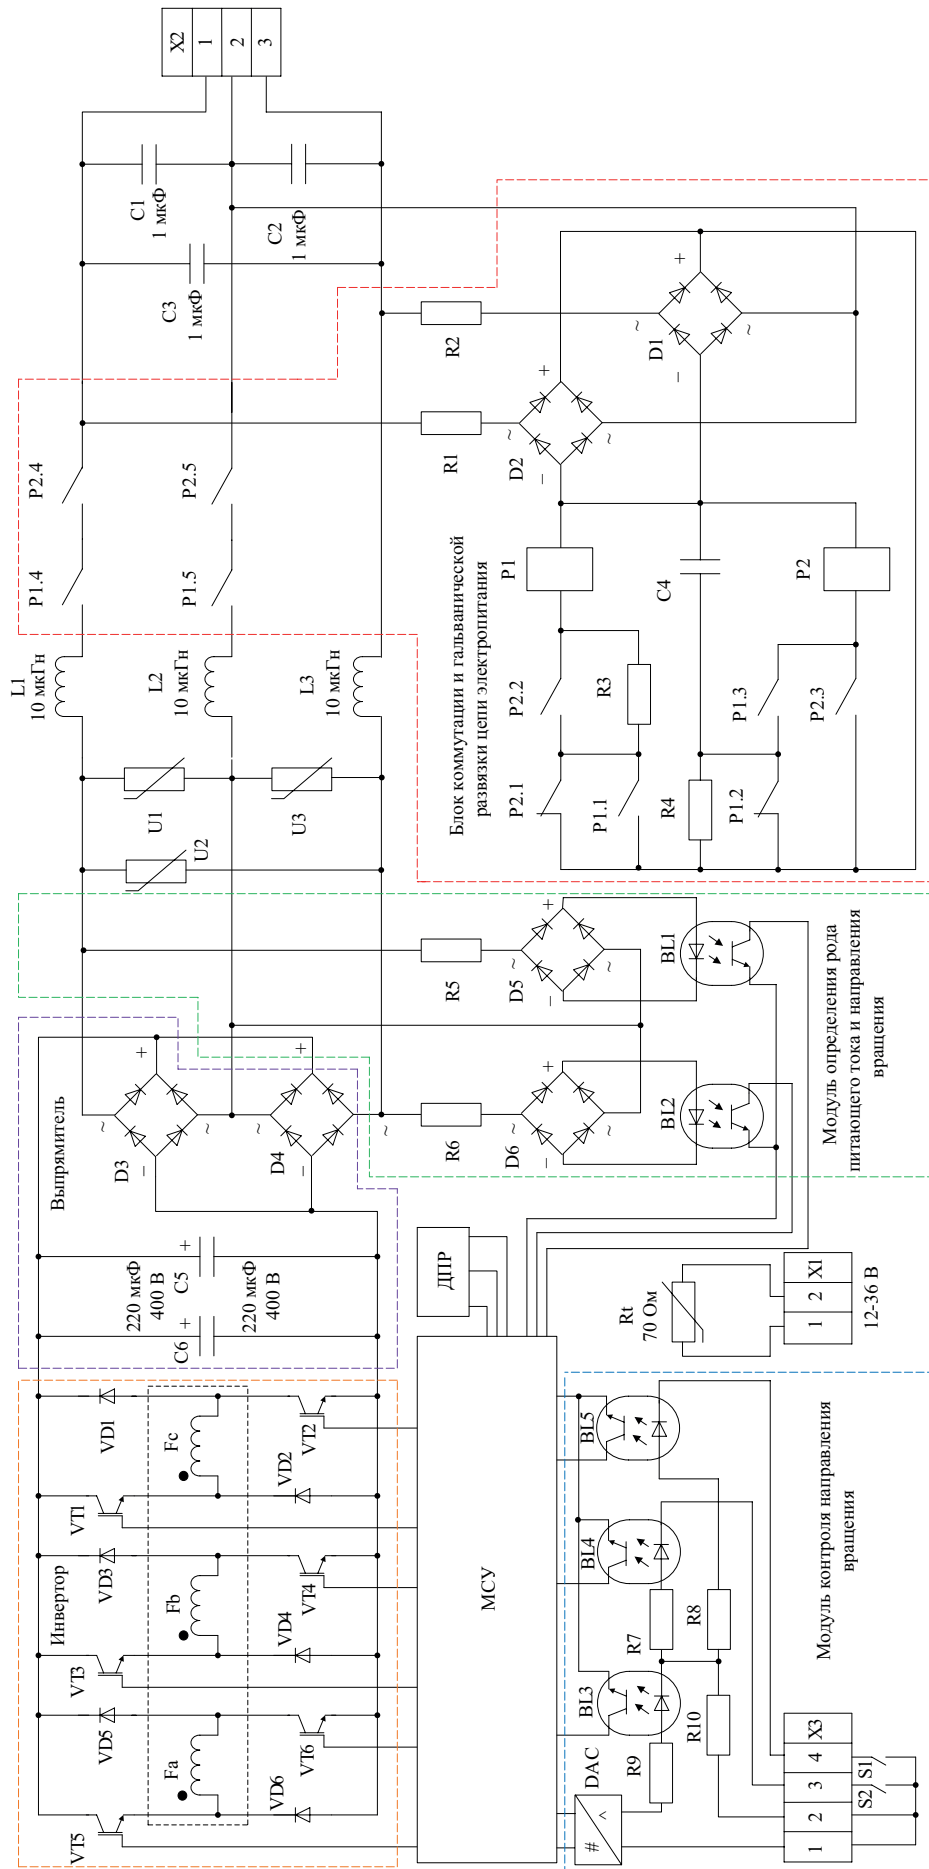 X2
1
2
3
C1
1 мкФ
C2
1 мкФ
C3
1 мкФ
P2.4
P2.5
P1.4
P1.5
L1
10 мкГн
L2
10 мкГн
L3
10 мкГн
U1
U2
U3
R2
R1
D1
~
~
+
−
D2
~
~
+
−
Блок коммутации и гальванической
развязки цепи электропитания
P1
P2
C4
P2.2
R3
P1.3
P2.3
P2.1
P1.1
R4
P1.2
R5
D5
~
~
+
−
BL1
R6
D6
~
~
+
−
BL2
Модуль определения рода
питающего тока и направления
вращения
Выпрямитель
D3
~
~
+
−
D4
~
~
+
−
220 мкФ
400 В
C5
+
220 мкФ
400 В
C6
+
ДПР
Rt
70 Ом
1
2
X1
12-36 В
Инвертор
VD1
Fc
VT2
VT1
VD2
VD3
Fb
VT4
VT3
VD4
VD5
Fa
VT6
VT5
VD6
МСУ
BL5
BL4
BL3
R7
R8
R9
R10
DAC
#
^
Модуль контроля направления
вращения
1
2
3
4
X3
S2
S1